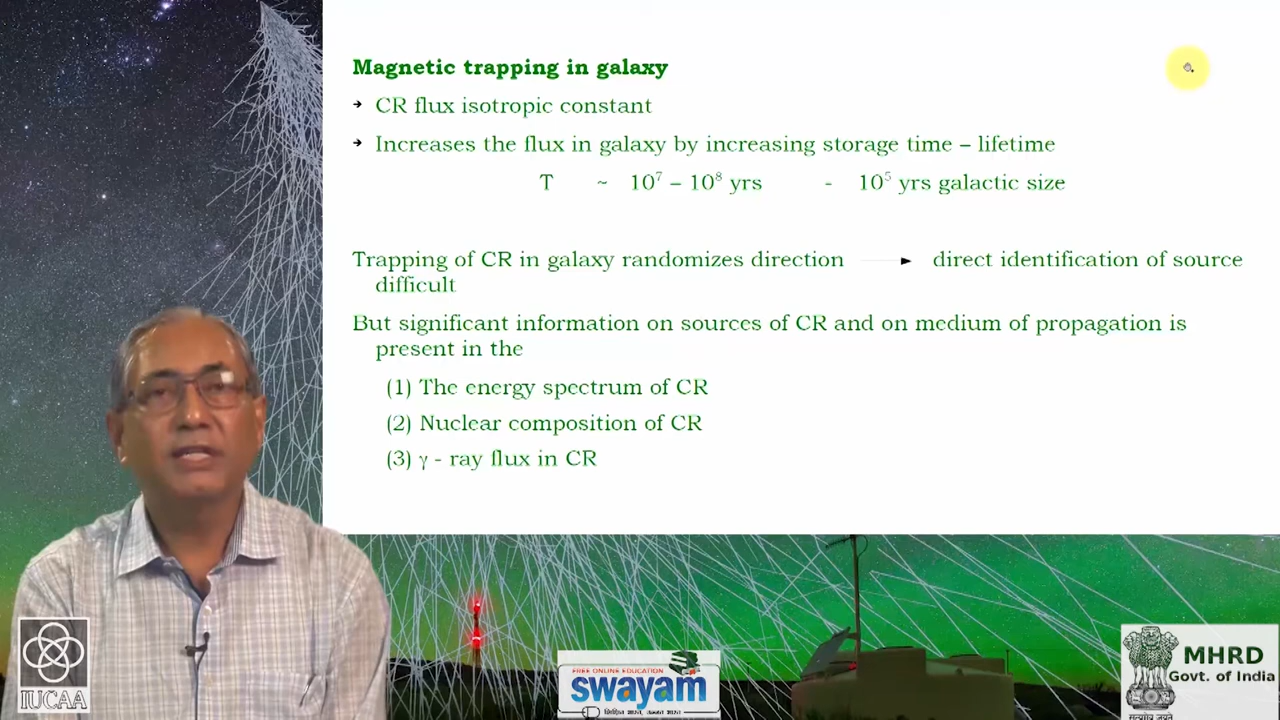 Magnetic trapping in galaxy
→ CR flux isotropic constant
→ Increases the flux in galaxy by increasing storage time – lifetime
T ~ 10⁷ – 10⁸ yrs - 10⁵ yrs galactic size
Trapping of CR in galaxy randomizes direction → direct identification of source
difficult
But significant information on sources of CR and on medium of propagation is
present in the
(1) The energy spectrum of CR
(2) Nuclear composition of CR
(3) γ - ray flux in CR
IUCAA
FREE ONLINE EDUCATION
swayam
MHRD
Govt. of India